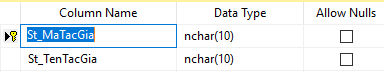 Column Name Data Type Allow Nulls
St_MaTacGia nchar(10)
St_TenTacGia nchar(10)